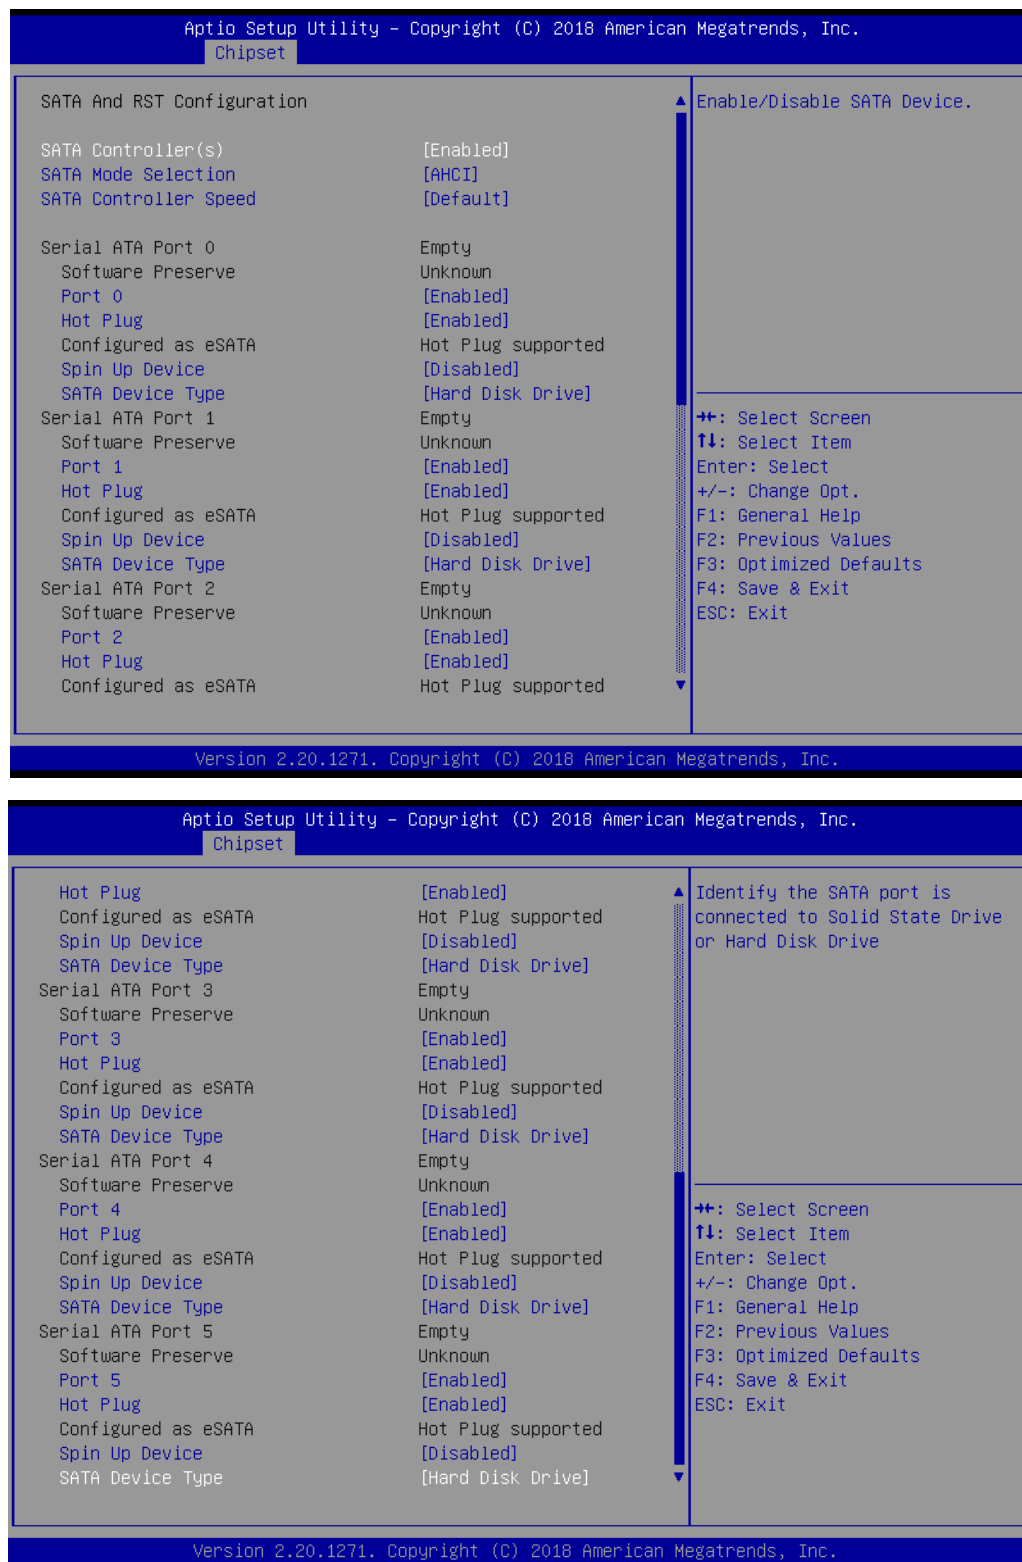 Aptio Setup Utility – Copyright (C) 2018 American Megatrends, Inc.
Chipset
SATA And RST Configuration
SATA Controller(s) [Enabled]
SATA Mode Selection [AHCI]
SATA Controller Speed [Default]
Serial ATA Port 0 Empty
Software Preserve Unknown
Port 0 [Enabled]
Hot Plug [Enabled]
Configured as eSATA Hot Plug supported
Spin Up Device [Disabled]
SATA Device Type [Hard Disk Drive]
Serial ATA Port 1 Empty
Software Preserve Unknown
Port 1 [Enabled]
Hot Plug [Enabled]
Configured as eSATA Hot Plug supported
Spin Up Device [Disabled]
SATA Device Type [Hard Disk Drive]
Serial ATA Port 2 Empty
Software Preserve Unknown
Port 2 [Enabled]
Hot Plug [Enabled]
Configured as eSATA Hot Plug supported
Enable/Disable SATA Device.
→←: Select Screen
↑↓: Select Item
Enter: Select
+/-: Change Opt.
F1: General Help
F2: Previous Values
F3: Optimized Defaults
F4: Save & Exit
ESC: Exit
Version 2.20.1271. Copyright (C) 2018 American Megatrends, Inc.
Aptio Setup Utility – Copyright (C) 2018 American Megatrends, Inc.
Chipset
Hot Plug [Enabled]
Configured as eSATA Hot Plug supported
Spin Up Device [Disabled]
SATA Device Type [Hard Disk Drive]
Serial ATA Port 3 Empty
Software Preserve Unknown
Port 3 [Enabled]
Hot Plug [Enabled]
Configured as eSATA Hot Plug supported
Spin Up Device [Disabled]
SATA Device Type [Hard Disk Drive]
Serial ATA Port 4 Empty
Software Preserve Unknown
Port 4 [Enabled]
Hot Plug [Enabled]
Configured as eSATA Hot Plug supported
Spin Up Device [Disabled]
SATA Device Type [Hard Disk Drive]
Serial ATA Port 5 Empty
Software Preserve Unknown
Port 5 [Enabled]
Hot Plug [Enabled]
Configured as eSATA Hot Plug supported
Spin Up Device [Disabled]
SATA Device Type [Hard Disk Drive]
Identify the SATA port is
connected to Solid State Drive
or Hard Disk Drive
→←: Select Screen
↑↓: Select Item
Enter: Select
+/-: Change Opt.
F1: General Help
F2: Previous Values
F3: Optimized Defaults
F4: Save & Exit
ESC: Exit
Version 2.20.1271. Copyright (C) 2018 American Megatrends, Inc.